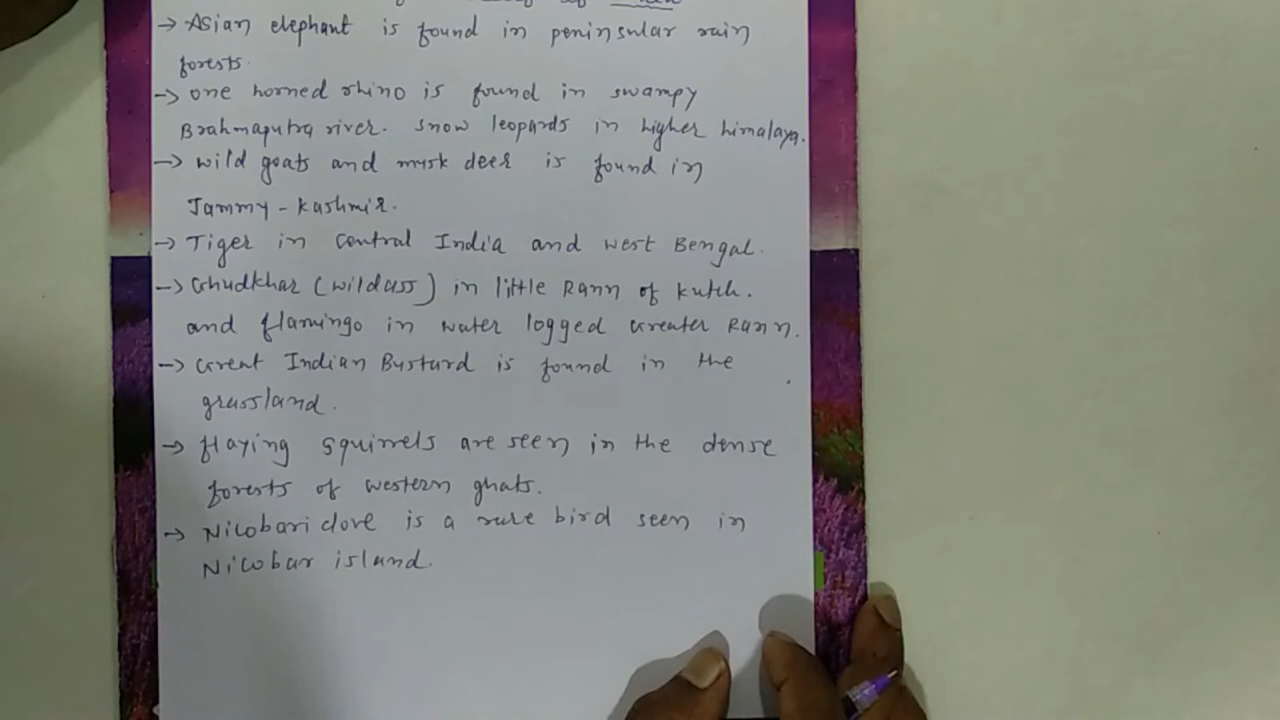 → Asian elephant is found in peninsular rain
forests.
→ one horned rhino is found in swampy
Brahmaputra river. snow leopards in higher himalaya.
→ wild goats and musk deer is found in
Jammy - Kashmir.
→ Tiger in central India and west Bengal.
→ Ghudkhar (wildass) in little Rann of Kutch.
and flamingo in water logged Greater Rann.
→ Great Indian Bustard is found in the
grassland.
→ flaying squirrels are seen in the dense
forests of western ghats.
→ Nicobari dove is a rare bird seen in
Nicobar island.